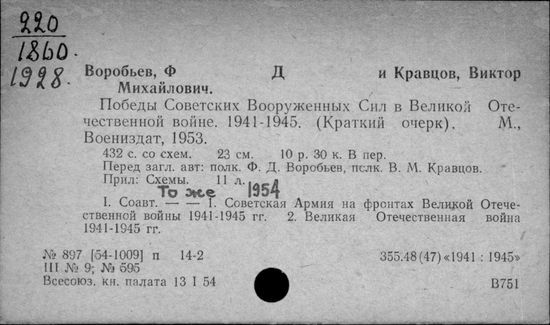 220
1860.
1928.
Воробьев, Ф Д и Кравцов, Виктор
Михайлович.
Победы Советских Вооруженных Сил в Великой Оте-
чественной войне. 1941-1945. (Краткий очерк). М.,
Воениздат, 1953.
432 с. со схем. 23 см. 10 р. 30 к. В пер.
Перед загл. авт: полк. Ф. Д. Воробьев, полк. В. М. Кравцов.
Прил: Схемы. 11 л.
То же 1954
I. Соавт. — — 1. Советская Армия на фронтах Великой Отече-
ственной войны 1941-1945 гг. 2. Великая Отечественная война
1941-1945 гг.
№ 897 [54-1009] п 14-2 355.48(47)«1941 : 1945»
III № 9; № 595
Всесоюз. кн. палата 13 I 54 В751